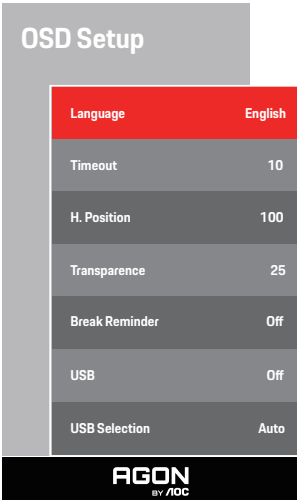 OSD Setup
Language English
Timeout 10
H. Position 100
Transparence 25
Break Reminder Off
USB Off
USB Selection Auto
AGON
BY AOC